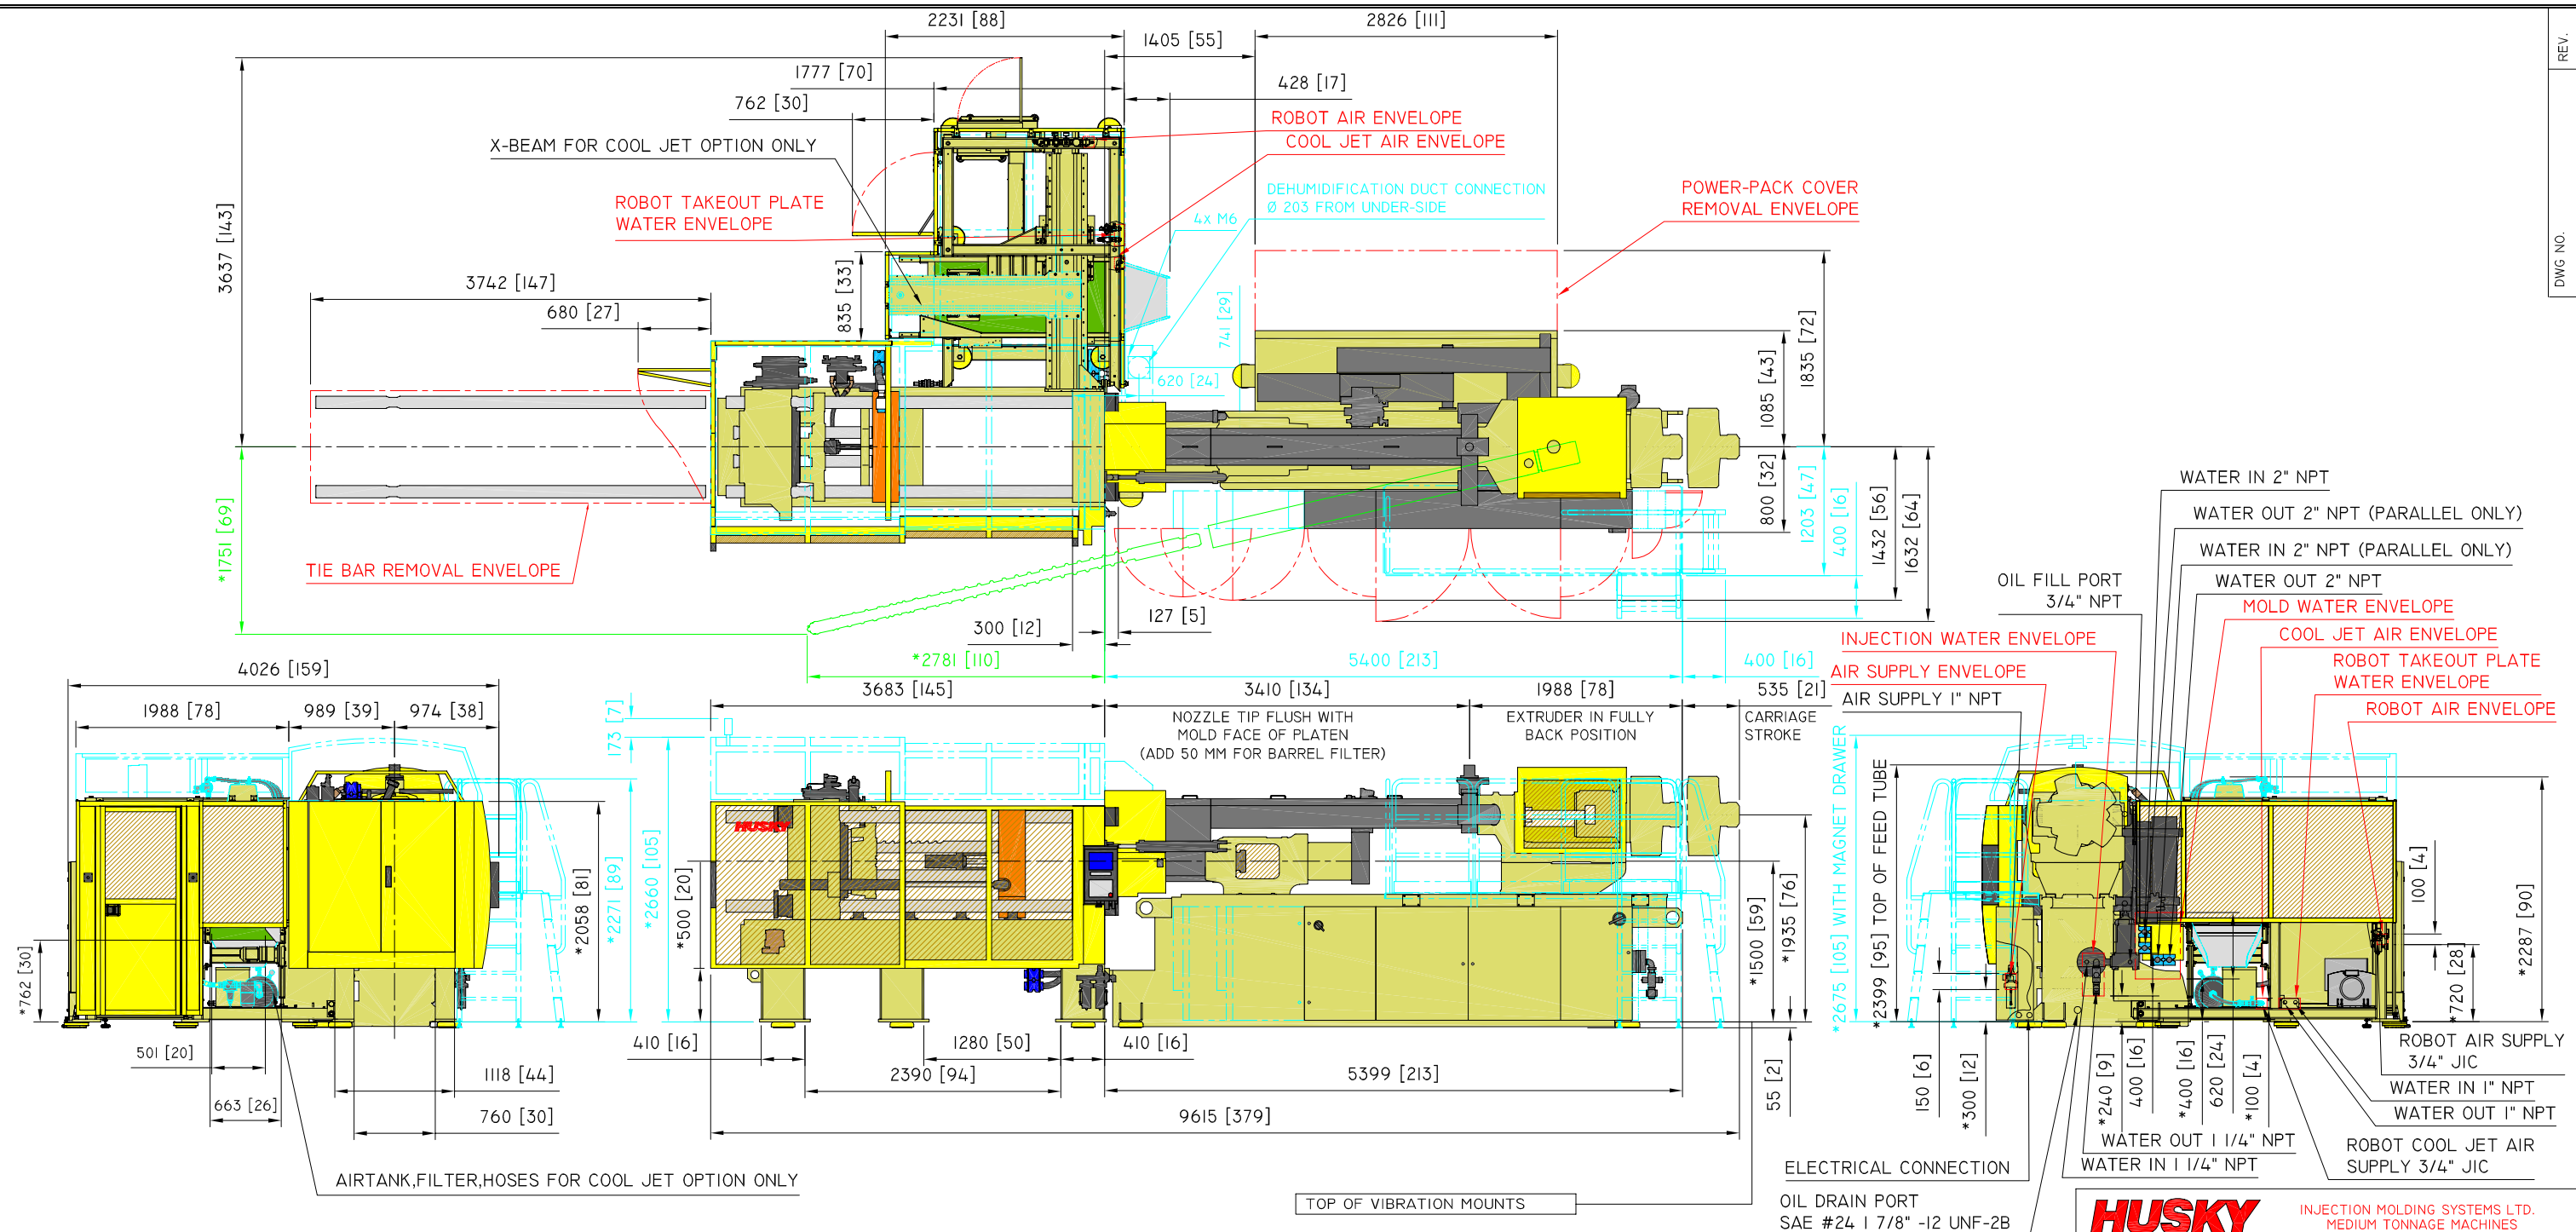 2231 [88]
2826 [111]
1405 [55]
1777 [70]
428 [17]
762 [30]
ROBOT AIR ENVELOPE
COOL JET AIR ENVELOPE
X-BEAM FOR COOL JET OPTION ONLY
DEHUMIDIFICATION DUCT CONNECTION
Ø 203 FROM UNDER-SIDE
4x M6
POWER-PACK COVER
REMOVAL ENVELOPE
ROBOT TAKEOUT PLATE
WATER ENVELOPE
REV.
DWG NO.
3637 [143]
3742 [147]
680 [27]
835 [33]
741 [29]
620 [24]
1835 [72]
1085 [43]
800 [32]
1203 [47]
400 [16]
1432 [56]
1632 [64]
*1751 [69]
TIE BAR REMOVAL ENVELOPE
300 [12]
127 [5]
*2781 [110]
5400 [213]
400 [16]
WATER IN 2" NPT
WATER OUT 2" NPT (PARALLEL ONLY)
WATER IN 2" NPT (PARALLEL ONLY)
WATER OUT 2" NPT
OIL FILL PORT
3/4" NPT
MOLD WATER ENVELOPE
INJECTION WATER ENVELOPE
COOL JET AIR ENVELOPE
AIR SUPPLY ENVELOPE
ROBOT TAKEOUT PLATE
WATER ENVELOPE
AIR SUPPLY 1" NPT
ROBOT AIR ENVELOPE
4026 [159]
1988 [78]
989 [39]
974 [38]
3683 [145]
3410 [134]
1988 [78]
535 [21]
173 [7]
NOZZLE TIP FLUSH WITH
MOLD FACE OF PLATEN
(ADD 50 MM FOR BARREL FILTER)
EXTRUDER IN FULLY
BACK POSITION
CARRIAGE
STROKE
HUSKY
*762 [30]
*2058 [81]
*2271 [89]
*2660 [105]
*500 [20]
*1500 [59]
*1935 [76]
*2675 [105] WITH MAGNET DRAWER
*2399 [95] TOP OF FEED TUBE
100 [4]
*720 [28]
*2287 [90]
501 [20]
663 [26]
1118 [44]
760 [30]
410 [16]
1280 [50]
410 [16]
2390 [94]
5399 [213]
9615 [379]
55 [2]
150 [6]
*300 [12]
*240 [9]
400 [16]
*400 [16]
620 [24]
*100 [4]
ROBOT AIR SUPPLY
3/4" JIC
WATER IN 1" NPT
WATER OUT 1" NPT
WATER OUT 1 1/4" NPT
WATER IN 1 1/4" NPT
ROBOT COOL JET AIR
SUPPLY 3/4" JIC
ELECTRICAL CONNECTION
OIL DRAIN PORT
SAE #24 1 7/8" -12 UNF-2B
AIRTANK,FILTER,HOSES FOR COOL JET OPTION ONLY
TOP OF VIBRATION MOUNTS
HUSKY
INJECTION MOLDING SYSTEMS LTD.
MEDIUM TONNAGE MACHINES